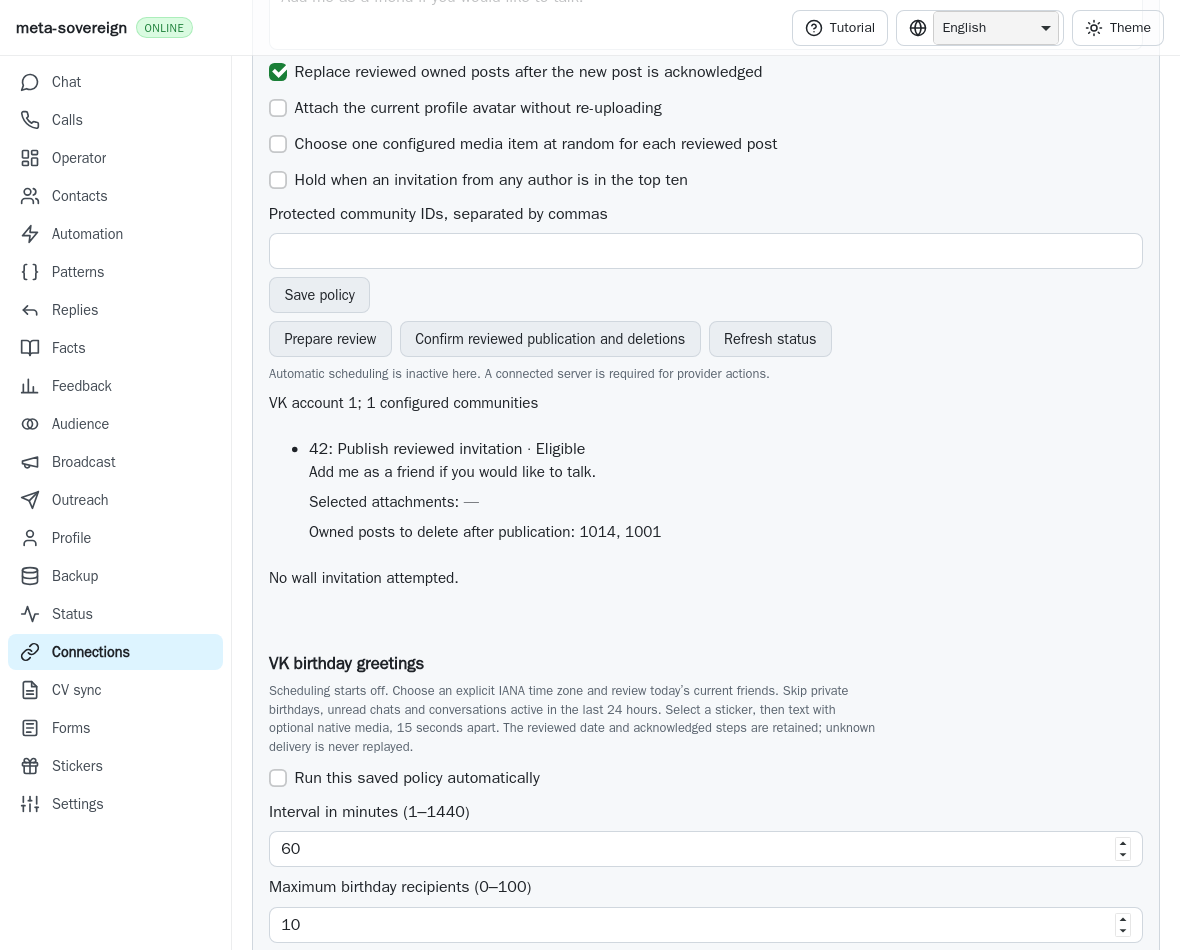 Add me as a friend if you would like to talk.
meta-sovereign
ONLINE
Tutorial
English
Theme
Chat
Calls
Operator
Contacts
Automation
Patterns
Replies
Facts
Feedback
Audience
Broadcast
Outreach
Profile
Backup
Status
Connections
CV sync
Forms
Stickers
Settings
Replace reviewed owned posts after the new post is acknowledged
Attach the current profile avatar without re-uploading
Choose one configured media item at random for each reviewed post
Hold when an invitation from any author is in the top ten
Protected community IDs, separated by commas
Save policy
Prepare review
Confirm reviewed publication and deletions
Refresh status
Automatic scheduling is inactive here. A connected server is required for provider actions.
VK account 1; 1 configured communities
42: Publish reviewed invitation · Eligible
Add me as a friend if you would like to talk.
Selected attachments: —
Owned posts to delete after publication: 1014, 1001
No wall invitation attempted.
VK birthday greetings
Scheduling starts off. Choose an explicit IANA time zone and review today's current friends. Skip private
birthdays, unread chats and conversations active in the last 24 hours. Select a sticker, then text with
optional native media, 15 seconds apart. The reviewed date and acknowledged steps are retained; unknown
delivery is never replayed.
Run this saved policy automatically
Interval in minutes (1–1440)
60
Maximum birthday recipients (0–100)
10